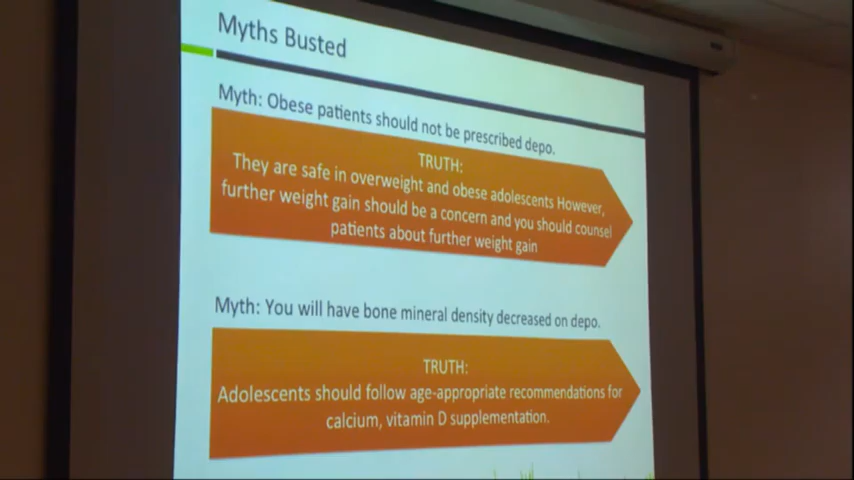 Myths Busted
Myth: Obese patients should not be prescribed depo.
TRUTH:
They are safe in overweight and obese adolescents However,
further weight gain should be a concern and you should counsel
patients about further weight gain
Myth: You will have bone mineral density decreased on depo.
TRUTH:
Adolescents should follow age-appropriate recommendations for
calcium, vitamin D supplementation.